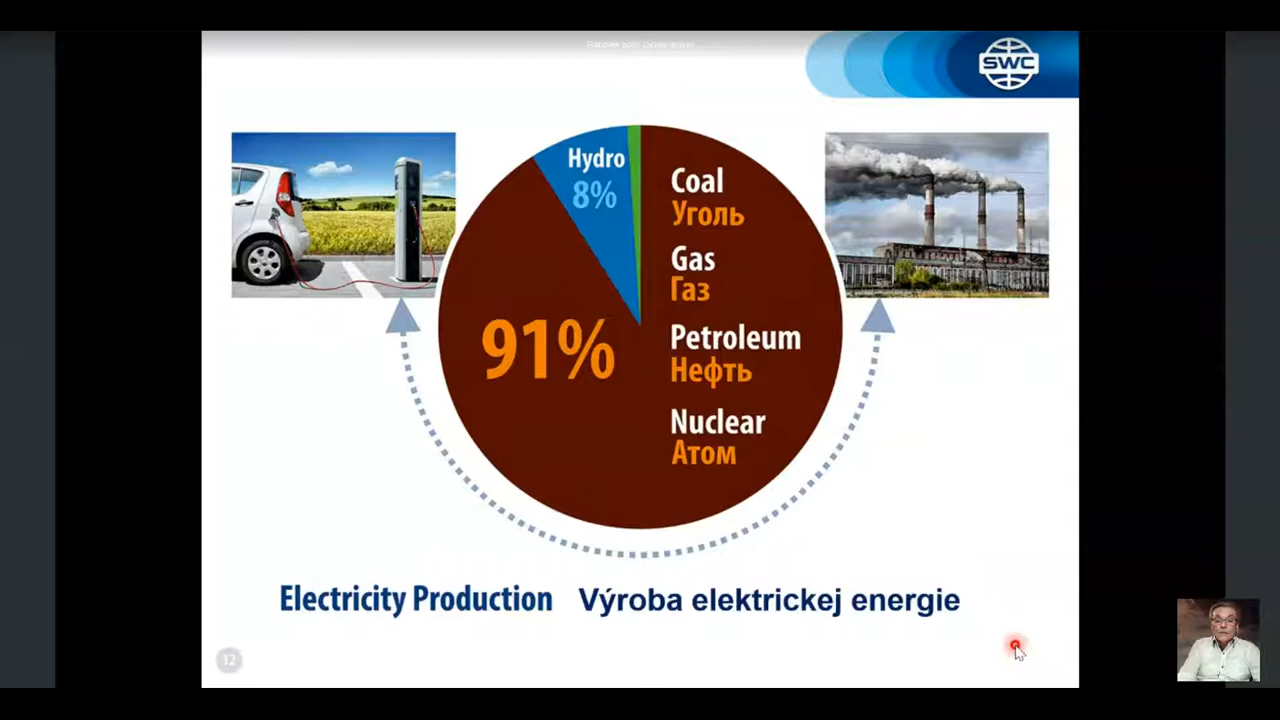 SWC
Hydro
8%
Coal
Уголь
Gas
Газ
91%
Petroleum
Нефть
Nuclear
Атом
Electricity Production Výroba elektrickej energie
12